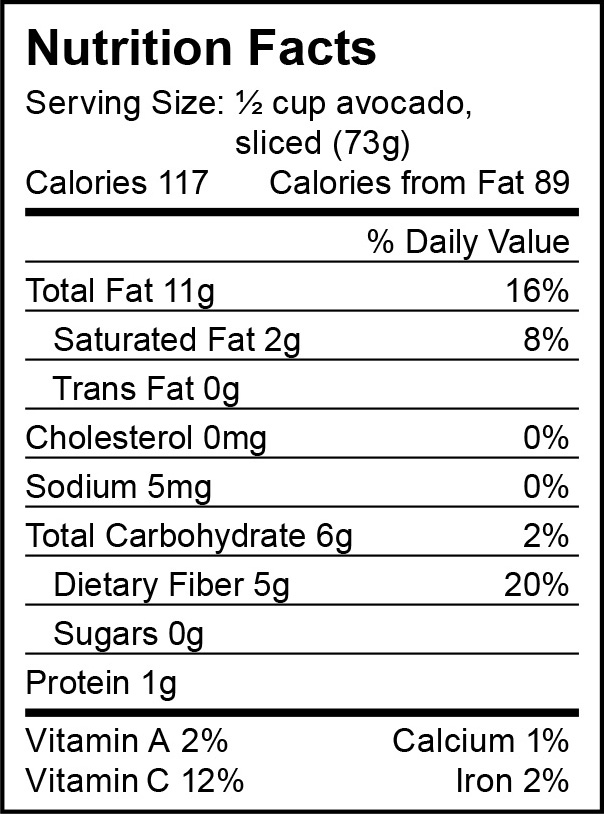 Nutrition Facts
Serving Size: ½ cup avocado,
sliced (73g)
Calories 117 Calories from Fat 89
% Daily Value
Total Fat 11g 16%
Saturated Fat 2g 8%
Trans Fat 0g
Cholesterol 0mg 0%
Sodium 5mg 0%
Total Carbohydrate 6g 2%
Dietary Fiber 5g 20%
Sugars 0g
Protein 1g
Vitamin A 2% Calcium 1%
Vitamin C 12% Iron 2%